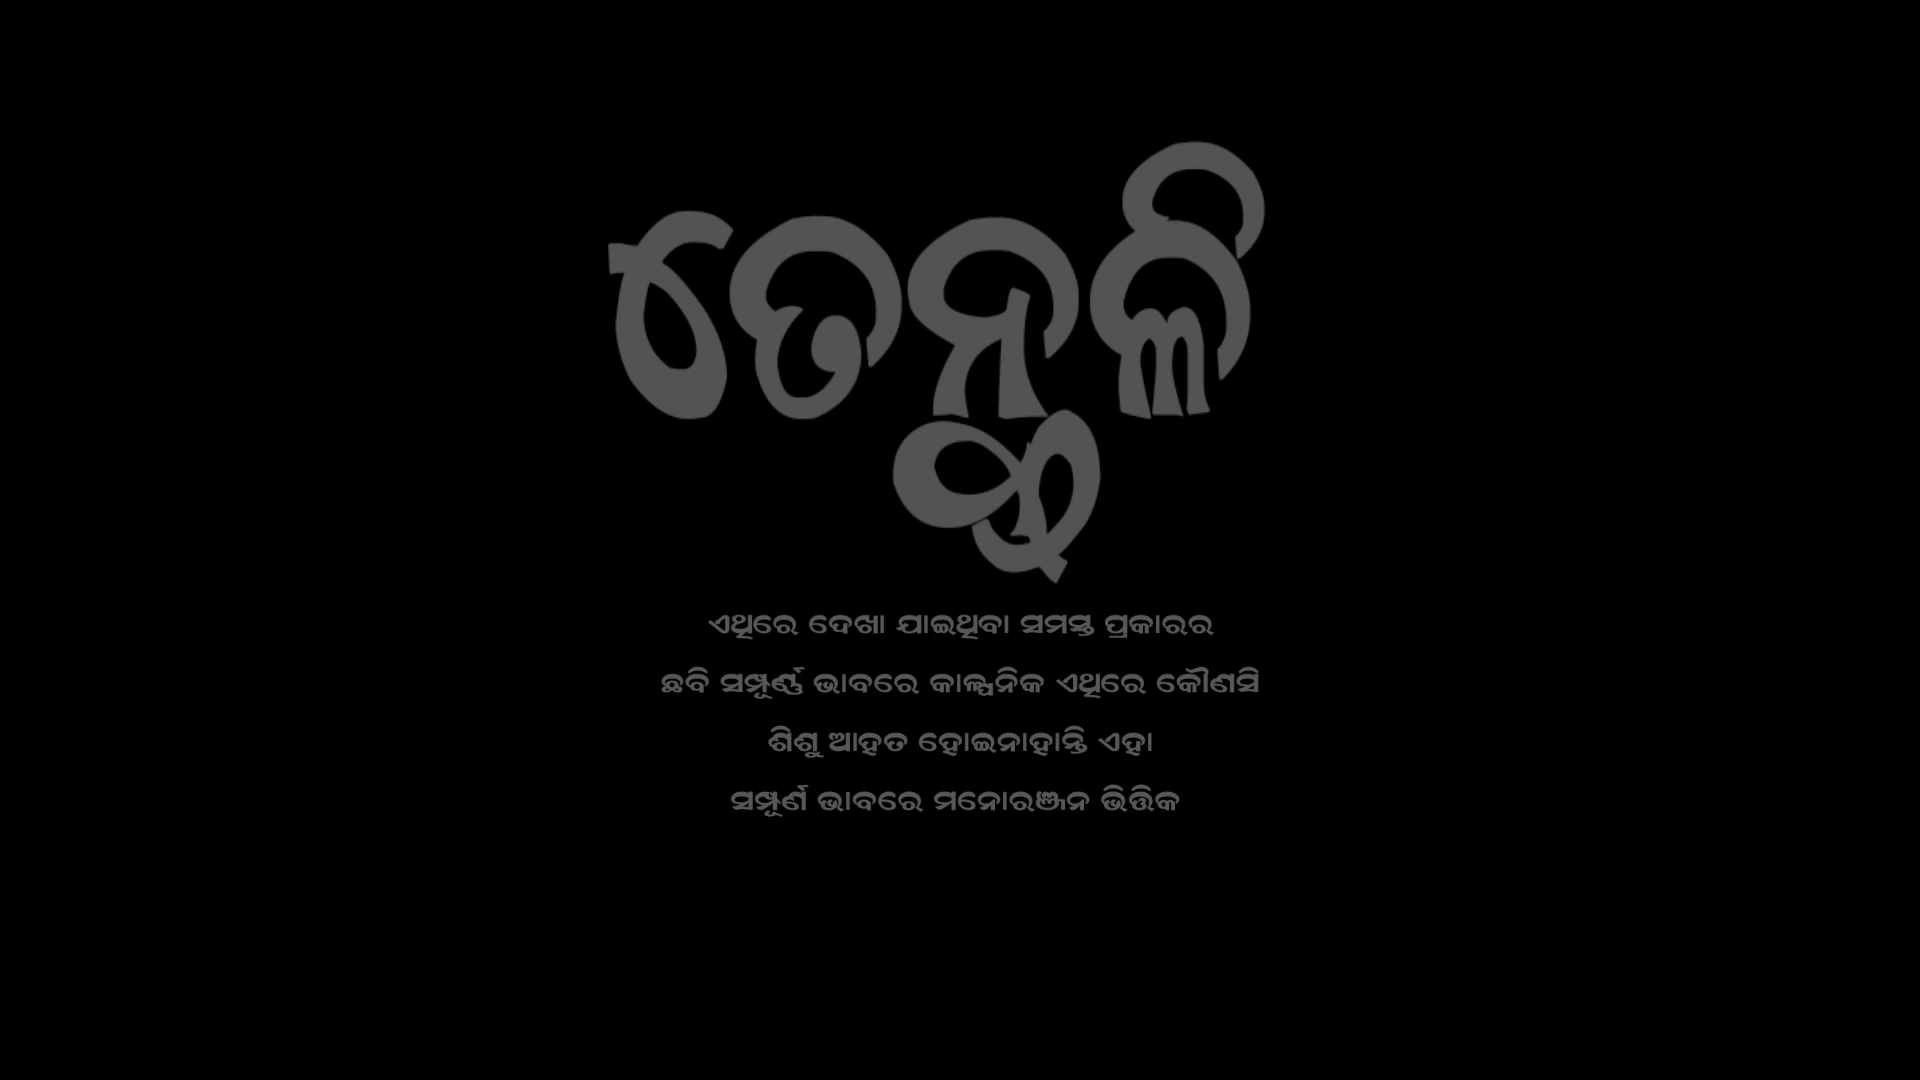 ତେନ୍ତୁଳି
ଏଥିରେ ଦେଖା ଯାଇଥିବା ସମସ୍ତ ପ୍ରକାରର
ଛବି ସମ୍ପୂର୍ଣ୍ଣ ଭାବରେ କାଳ୍ପନିକ ଏଥିରେ କୌଣସି
ଶିଶୁ ଆହତ ହୋଇନାହାନ୍ତି ଏହା
ସମ୍ପୂର୍ଣ ଭାବରେ ମନୋରଞ୍ଜନ ଭିତ୍ତିକ